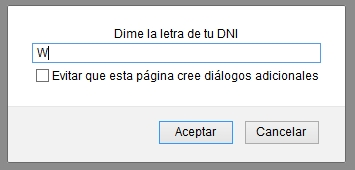 Dime la letra de tu DNI
W
Evitar que esta página cree diálogos adicionales
Aceptar
Cancelar